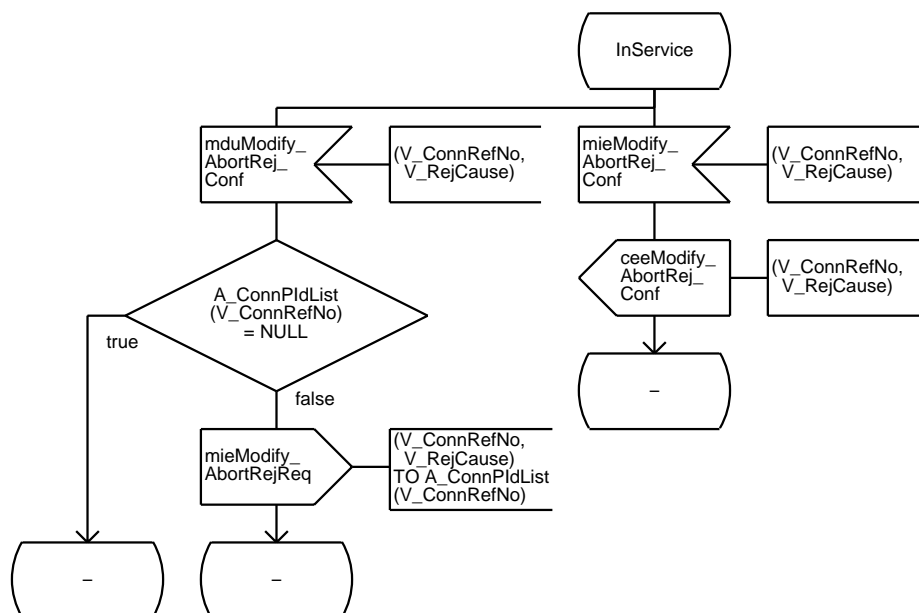 InService
mduModify_
AbortRej_
Conf
(V_ConnRefNo,
V_RejCause)
mieModify_
AbortRej_
Conf
(V_ConnRefNo,
V_RejCause)
ceeModify_
AbortRej_
Conf
(V_ConnRefNo,
V_RejCause)
A_ConnPIdList
(V_ConnRefNo)
= NULL
true
false
–
mieModify_
AbortRejReq
(V_ConnRefNo,
V_RejCause)
TO A_ConnPIdList
(V_ConnRefNo)
–
–